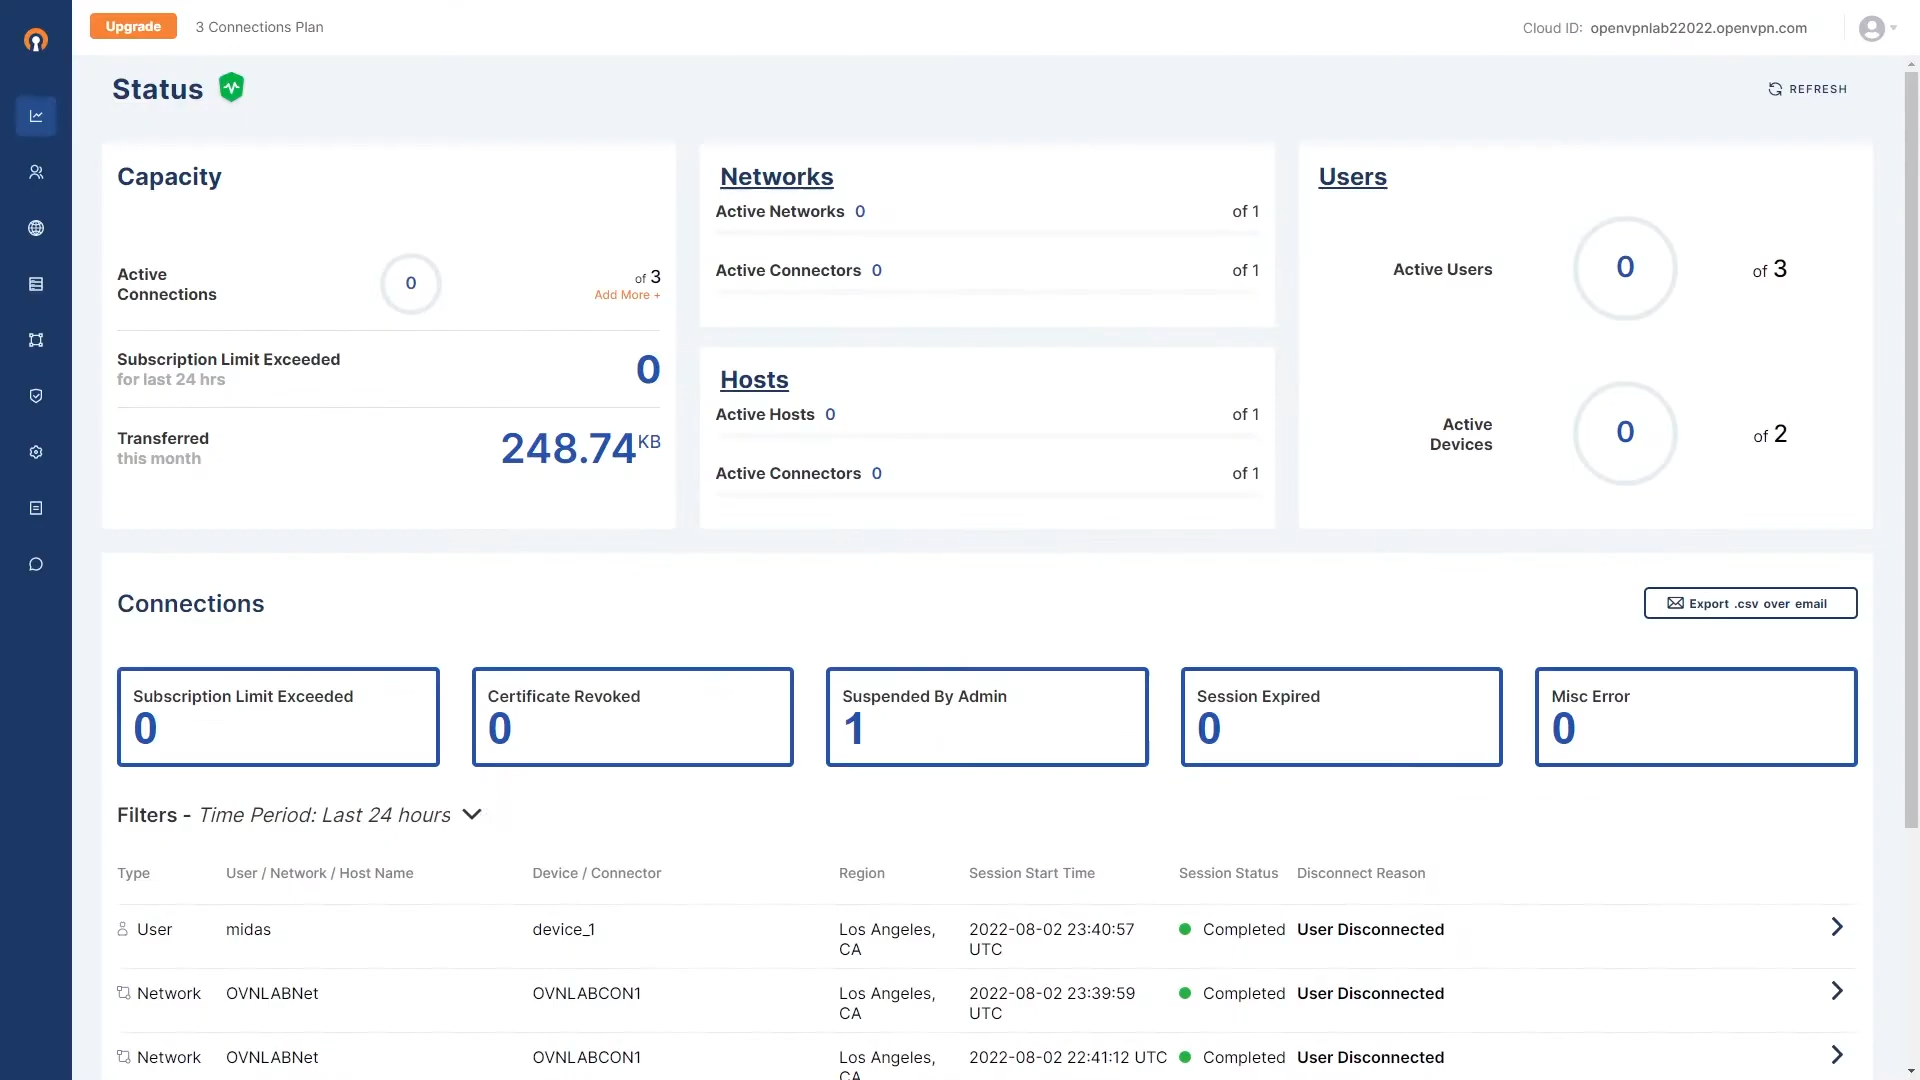 Upgrade
3 Connections Plan
Cloud ID: openvpnlab22022.openvpn.com
Status
REFRESH
Capacity
Active
Connections
0
of 3
Add More +
Subscription Limit Exceeded
for last 24 hrs
0
Transferred
this month
248.74 KB
Networks
Active Networks 0 of 1
Active Connectors 0 of 1
Hosts
Active Hosts 0 of 1
Active Connectors 0 of 1
Users
Active Users 0 of 3
Active
Devices
0
of 2
Connections
Export .csv over email
Subscription Limit Exceeded
0
Certificate Revoked
0
Suspended By Admin
1
Session Expired
0
Misc Error
0
Filters - Time Period: Last 24 hours
Type User / Network / Host Name Device / Connector Region Session Start Time Session Status Disconnect Reason
User midas device_1 Los Angeles, 2022-08-02 23:40:57 Completed User Disconnected
CA UTC
Network OVNLABNet OVNLABCON1 Los Angeles, 2022-08-02 23:39:59 Completed User Disconnected
CA UTC
Network OVNLABNet OVNLABCON1 Los Angeles, 2022-08-02 22:41:12 UTC Completed User Disconnected
CA